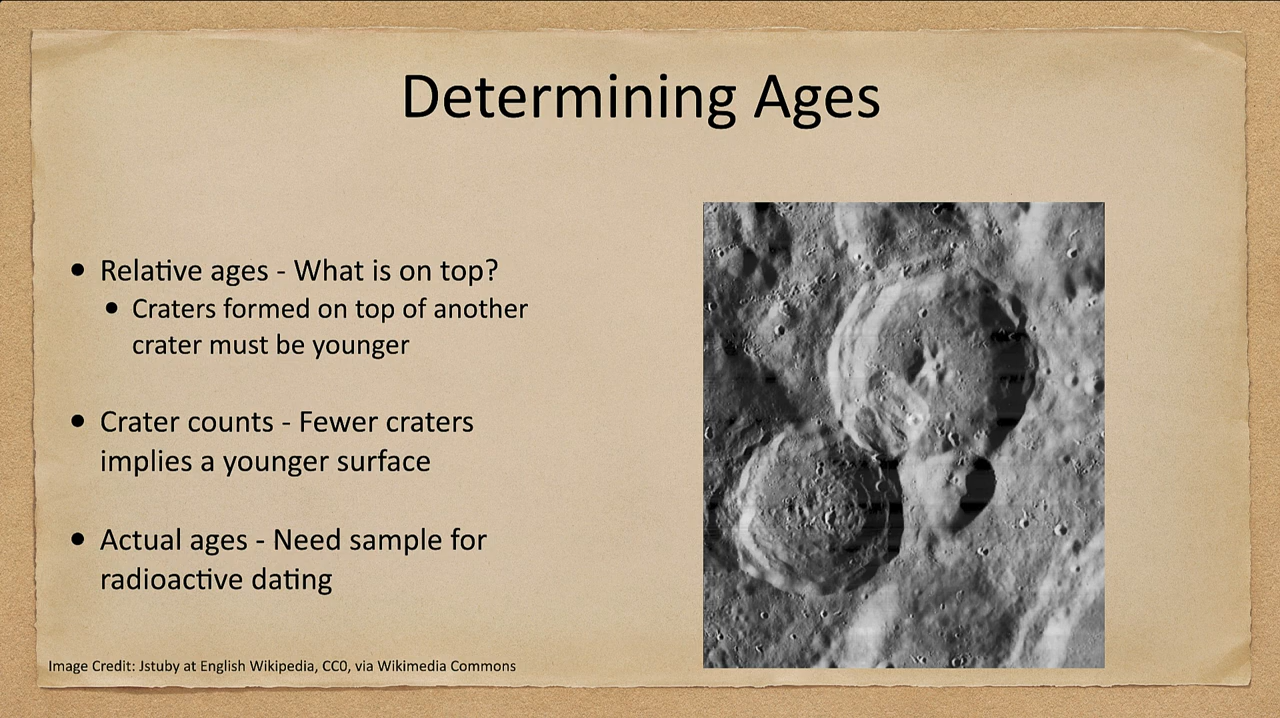 Determining Ages
• Relative ages - What is on top?
• Craters formed on top of another
crater must be younger
• Crater counts - Fewer craters
implies a younger surface
• Actual ages - Need sample for
radioactive dating
Image Credit: Jstuby at English Wikipedia, CC0, via Wikimedia Commons